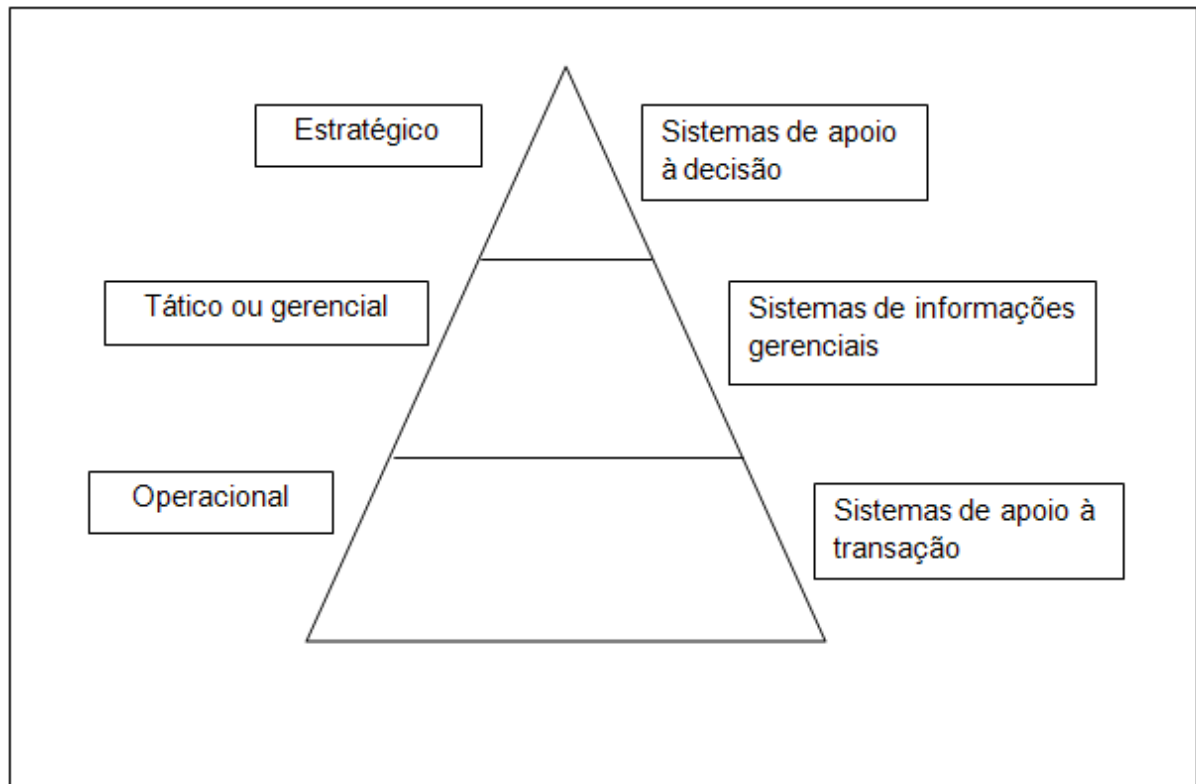 Estratégico
Sistemas de apoio
à decisão
Tático ou gerencial
Sistemas de informações
gerenciais
Operacional
Sistemas de apoio à
transação